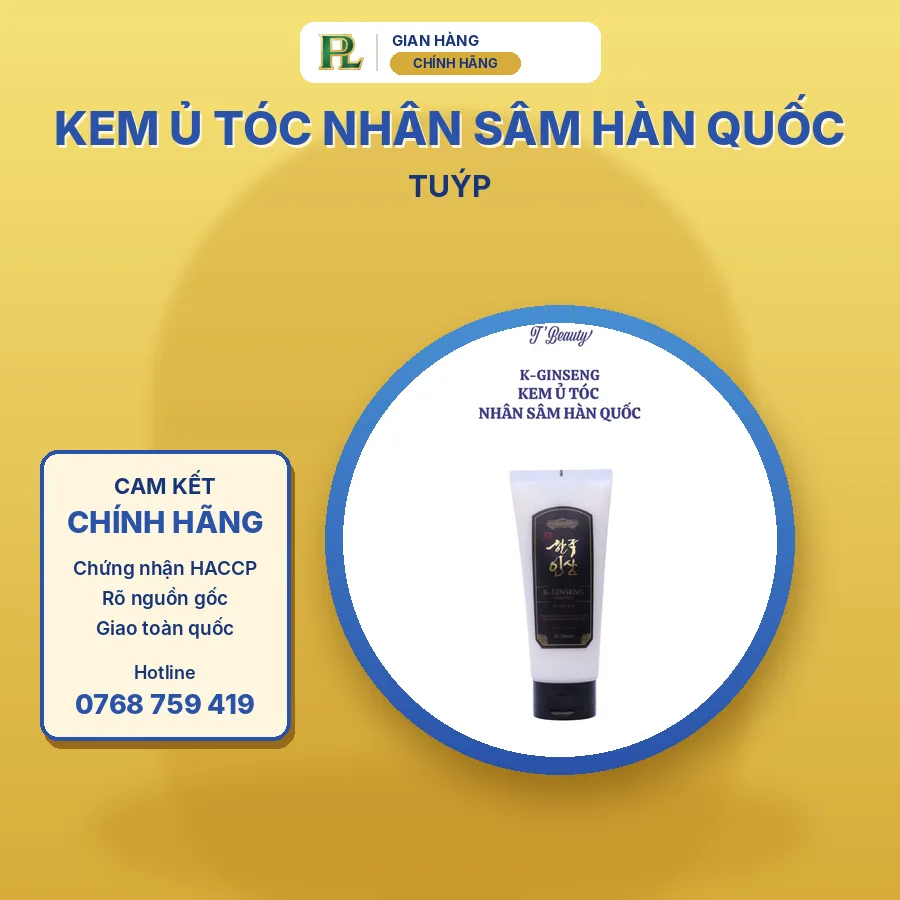 PL
GIAN HÀNG
CHÍNH HÃNG
KEM Ủ TÓC NHÂN SÂM HÀN QUỐC
TUÝP
T'Beauty
K-GINSENG
KEM Ủ TÓC
NHÂN SÂM HÀN QUỐC
한국
인삼
K-GINSENG
CAM KẾT
CHÍNH HÃNG
Chứng nhận HACCP
Rõ nguồn gốc
Giao toàn quốc
Hotline
0768 759 419